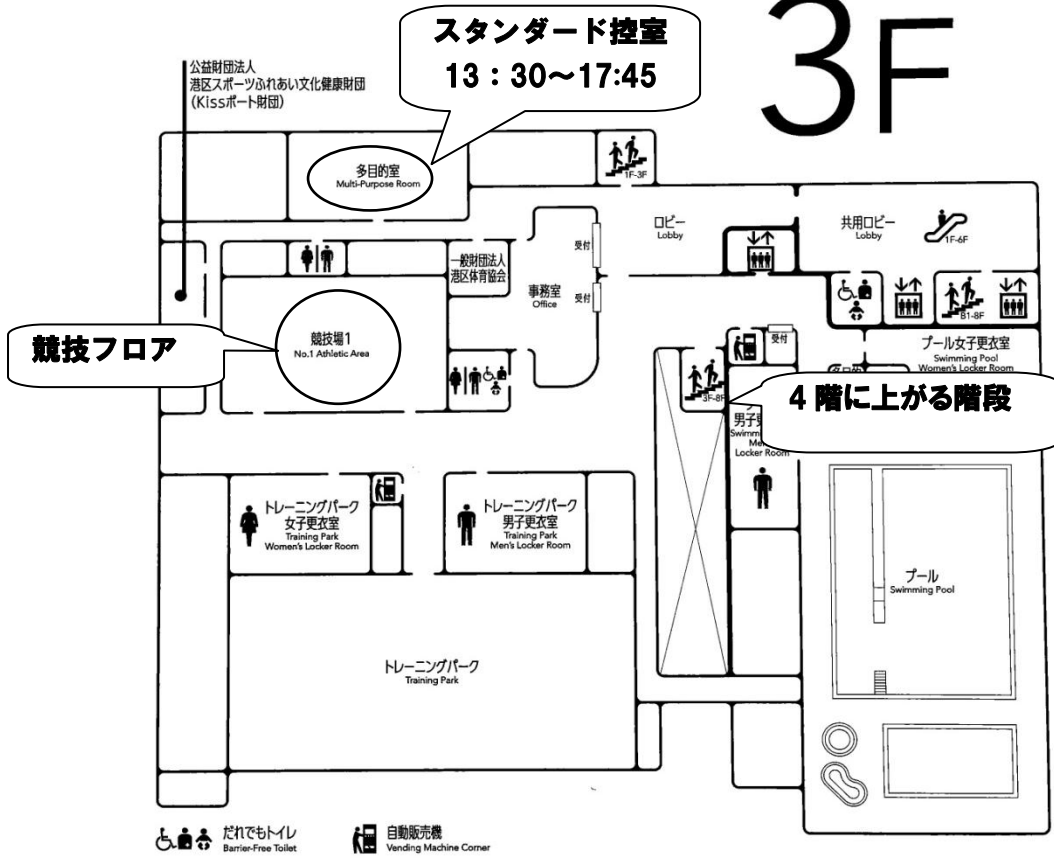 3F
スタンダード控室
13：30～17:45
公益財団法人
港区スポーツふれあい文化健康財団
(Kissポート財団)
多目的室
Multi-Purpose Room
1F-3F
ロビー
Lobby
共用ロビー
Lobby
1F-6F
受付
一般財団法人
港区体育協会
事務室
Office
受付
B1-8F
競技フロア
競技場1
No.1 Athletic Area
受付
プール女子更衣室
Swimming Pool
Women's Locker Room
3F-8F
4階に上がる階段
男子更
Swimm
Me
Locker Room
トレーニングパーク
女子更衣室
Training Park
Women's Locker Room
トレーニングパーク
男子更衣室
Training Park
Men's Locker Room
プール
Swimming Pool
トレーニングパーク
Training Park
だれでもトイレ
Barrier-Free Toilet
自動販売機
Vending Machine Corner